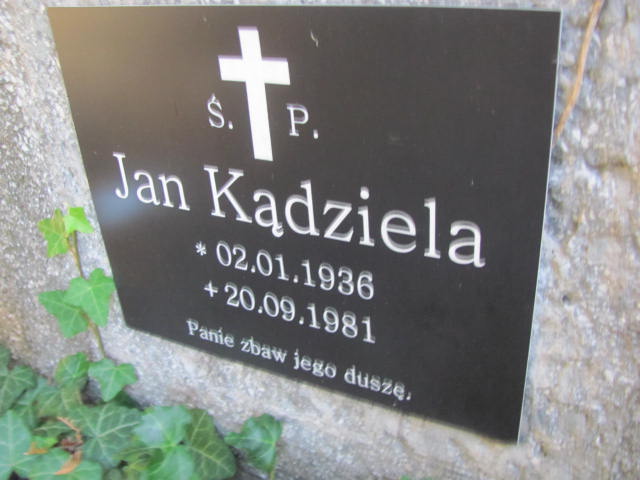 Ś. P.
Jan Kądziela
* 02.01.1936
+ 20.09.1981
Panie zbaw jego duszę.